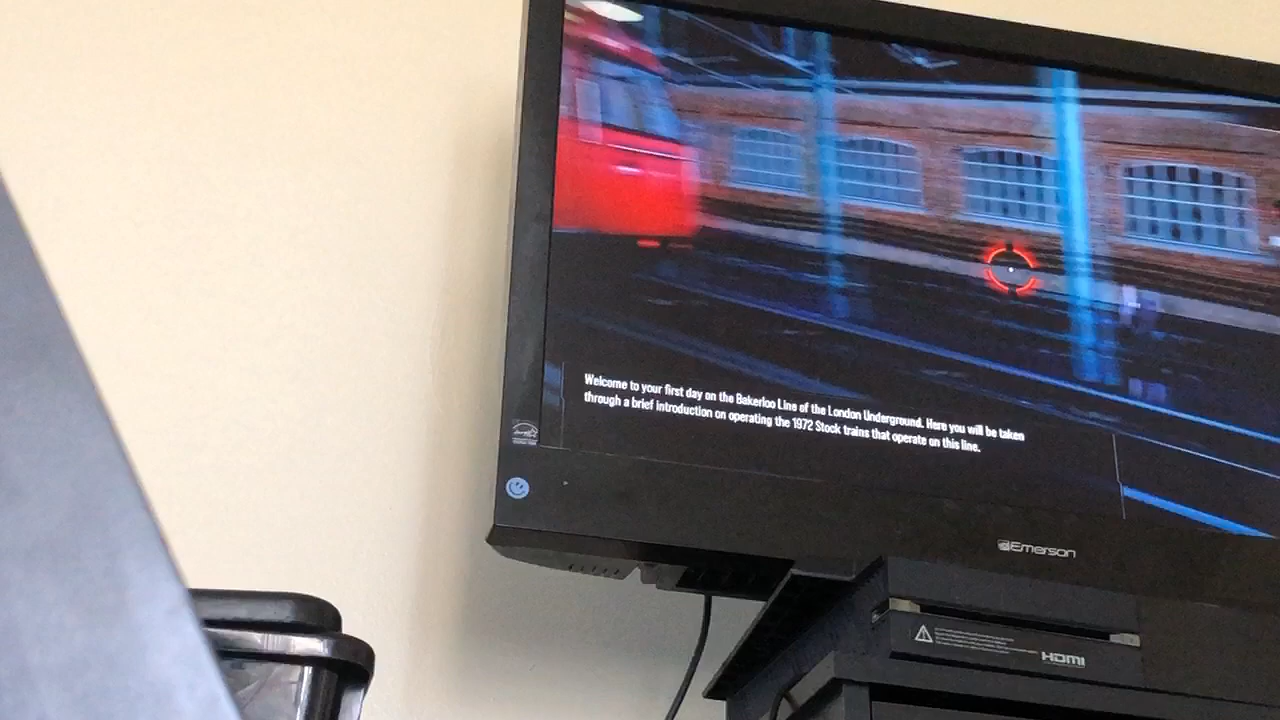 Welcome to your first day on the Bakerloo Line of the London Underground. Here you will be taken
through a brief introduction on operating the 1972 Stock trains that operate on this line.
Emerson
HDMI